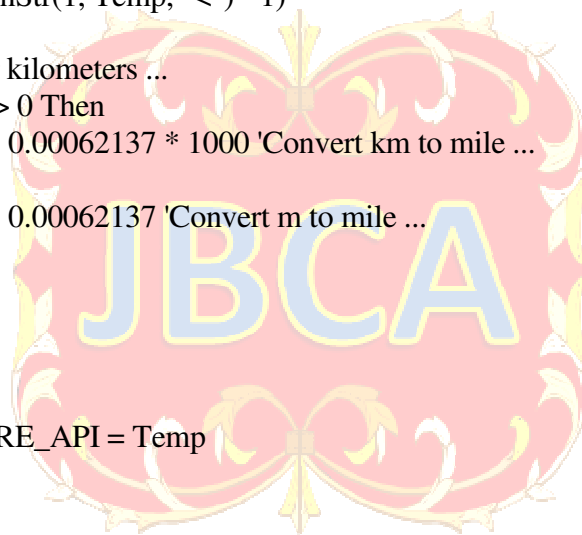 nStr(1, Temp, "<") - 1)
kilometers ...
> 0 Then
0.00062137 * 1000 'Convert km to mile ...
0.00062137 'Convert m to mile ...
JBCA
RE_API = Temp